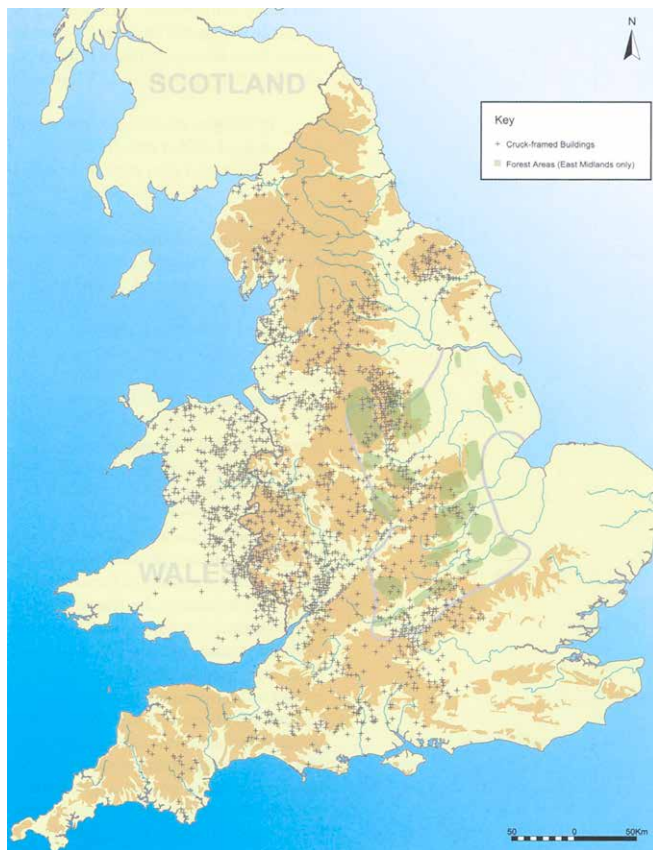 N
SCOTLAND
Key
Cruck-framed Buildings
Forest Areas (East Midlands only)
WALES
50 0 50Km